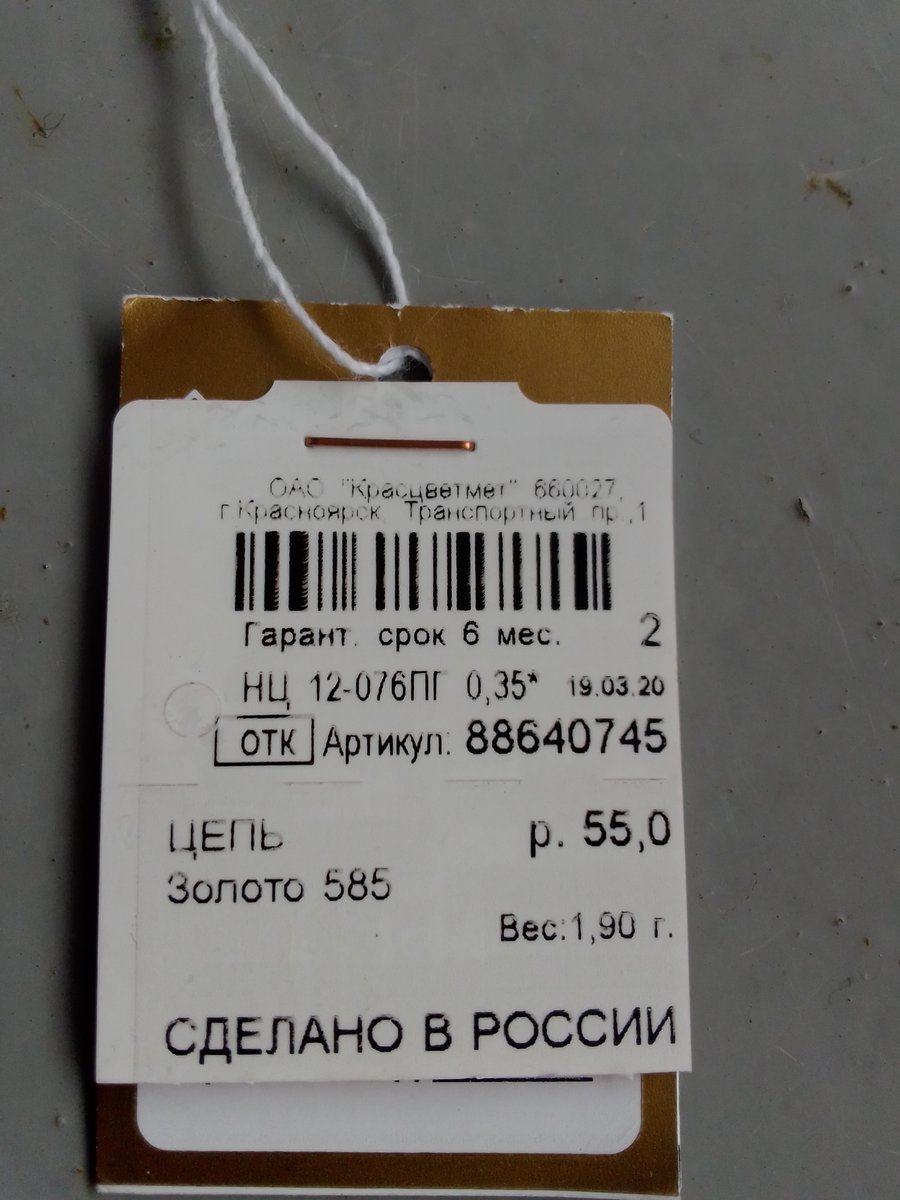 ОАО "Красцветмет" 660027,
г.Красноярск, Транспортный пр.,1
Гарант. срок 6 мес. 2
НЦ 12-076ПГ 0,35* 19.03.20
ОТК Артикул: 88640745
ЦЕПЬ р. 55,0
Золото 585
Вес:1,90 г.
СДЕЛАНО В РОССИИ